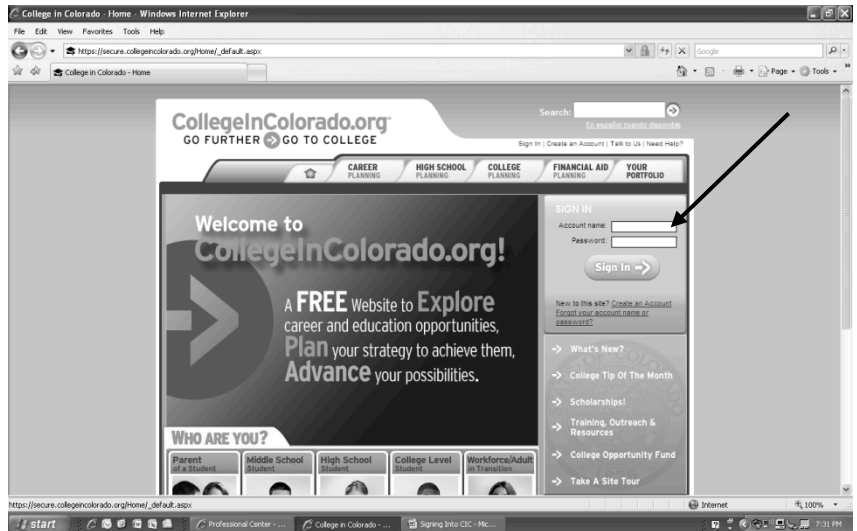 College in Colorado - Home - Windows Internet Explorer
File Edit View Favorites Tools Help
https://secure.collegeincolorado.org/Home/_default.aspx
Google
College in Colorado - Home
Page Tools
CollegeInColorado.org
GO FURTHER GO TO COLLEGE
Search:
En español cuando disponible
Sign In | Create an Account | Talk to Us | Need Help?
CAREER PLANNING
HIGH SCHOOL PLANNING
COLLEGE PLANNING
FINANCIAL AID PLANNING
YOUR PORTFOLIO
Welcome to
CollegeInColorado.org!
A FREE Website to Explore
career and education opportunities,
Plan your strategy to achieve them,
Advance your possibilities.
SIGN IN
Account name:
Password:
Sign In
New to this site? Create an Account
Forgot your account name or
password?
What's New?
College Tip Of The Month
Scholarships!
Training, Outreach &
Resources
College Opportunity Fund
Take A Site Tour
WHO ARE YOU?
Parent
of a Student
Middle School
Student
High School
Student
College Level
Student
Workforce/Adult
in Transition
https://secure.collegeincolorado.org/Home/_default.aspx
Internet
100%
start
Professional Center - ...
College in Colorado - ...
Signing Into CIC - Mic...
7:31 PM